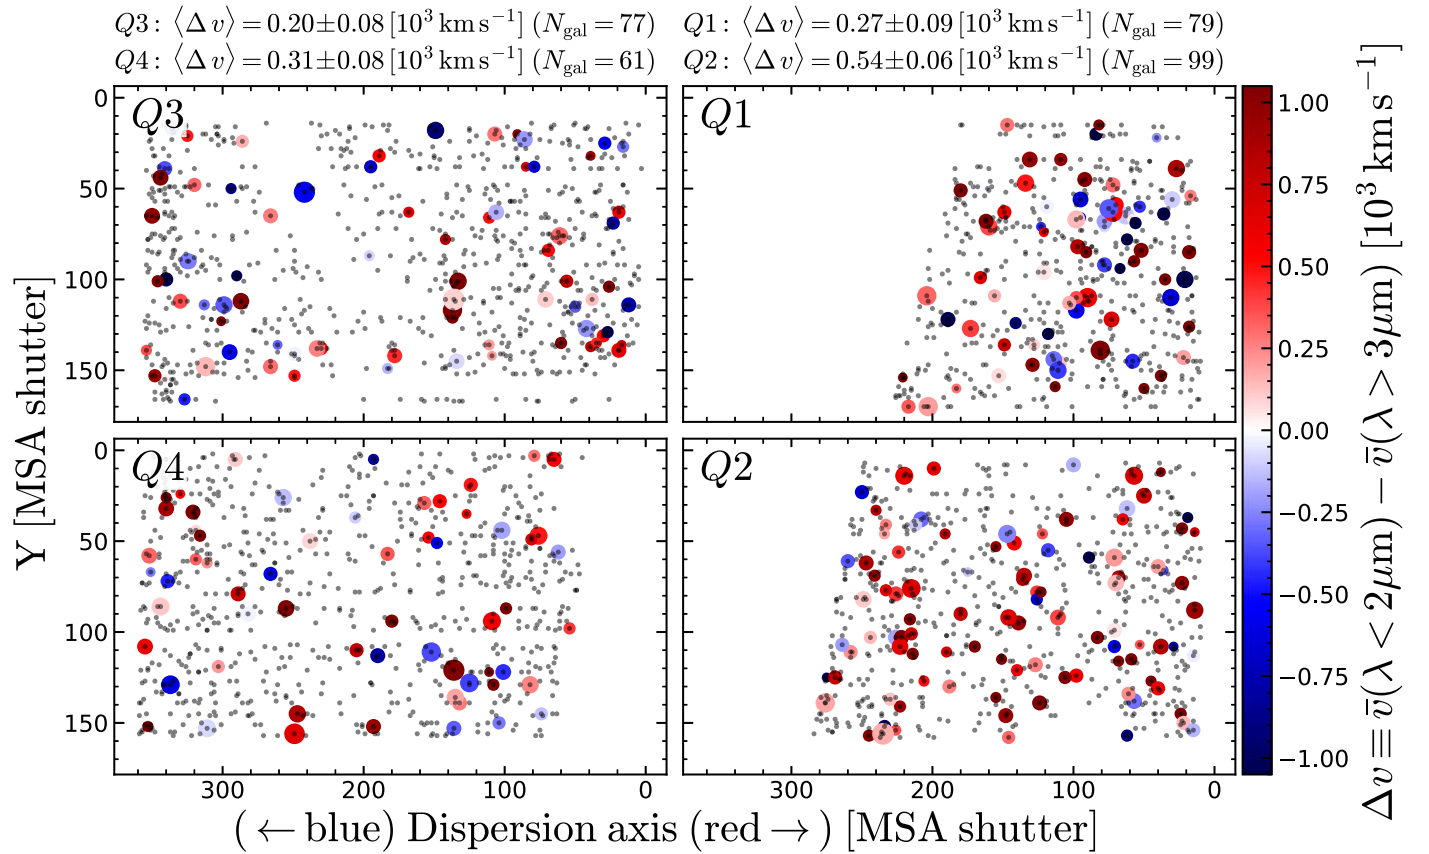 Q3: ⟨Δv⟩=0.20±0.08 [10³ km s⁻¹] (N_gal=77) Q1: ⟨Δv⟩=0.27±0.09 [10³ km s⁻¹] (N_gal=79)
Q4: ⟨Δv⟩=0.31±0.08 [10³ km s⁻¹] (N_gal=61) Q2: ⟨Δv⟩=0.54±0.06 [10³ km s⁻¹] (N_gal=99)
0
50
100
150
Q3
Q1
0
50
100
150
Q4
Q2
300 200 100 0 300 200 100 0
Y [MSA shutter]
(←blue) Dispersion axis (red→) [MSA shutter]
1.00
0.75
0.50
0.25
0.00
−0.25
−0.50
−0.75
−1.00
Δv ≡ v̄(λ < 2μm) − v̄(λ > 3μm) [10³ km s⁻¹]